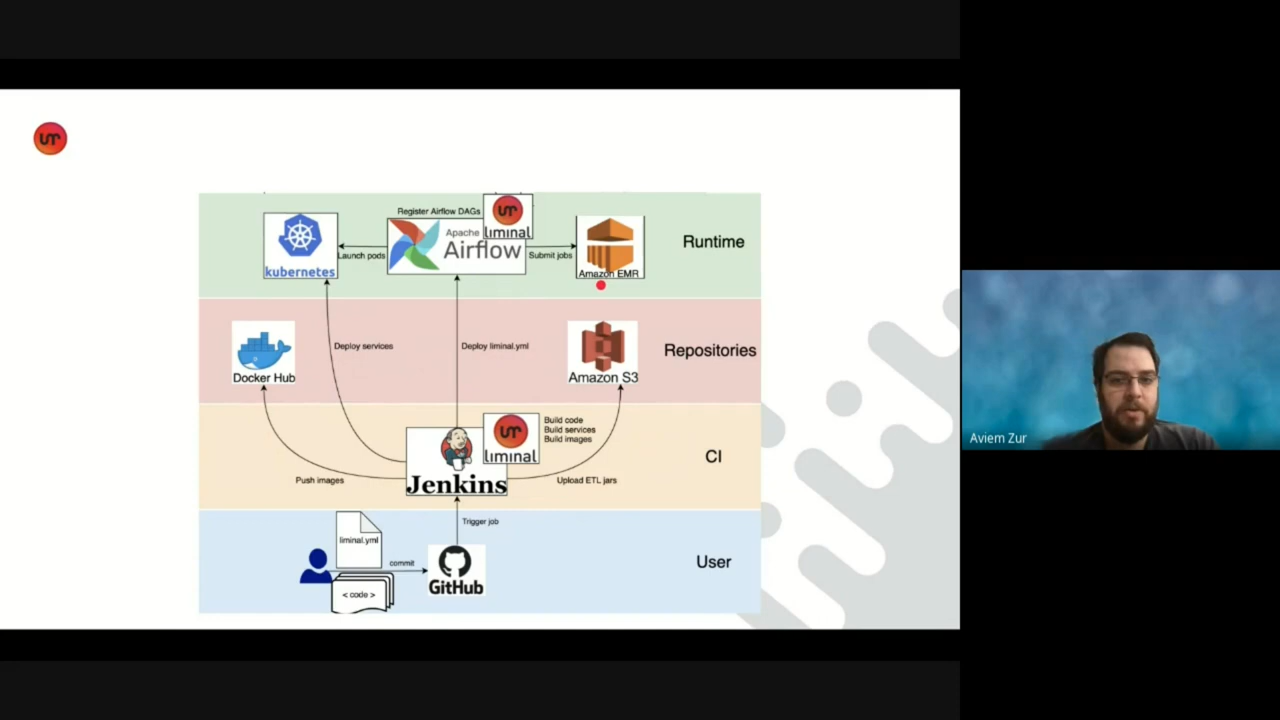 Register Airflow DAGs
liminal
Apache
Airflow
kubernetes
Launch pods
Submit jobs
Amazon EMR
Runtime
Deploy services
Deploy liminal.yml
Docker Hub
Amazon S3
Repositories
liminal
Build code
Build services
Build images
Jenkins
Push images
Upload ETL jars
CI
Trigger job
liminal.yml
commit
< code >
GitHub
User
Aviem Zur